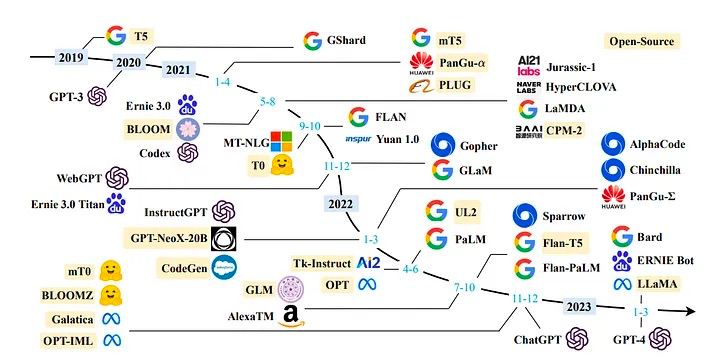 T5
GShard
mT5
Open-Source
2019
2020
2021
PanGu-α
HUAWEI
PLUG
AI21
labs
Jurassic-1
NAVER
LABS
HyperCLOVA
GPT-3
1-4
LaMDA
Ernie 3.0
5-8
BLOOM
FLAN
CPM-2
9-10
Codex
MT-NLG
inspur
Yuan 1.0
T0
Gopher
AlphaCode
11-12
GLaM
Chinchilla
WebGPT
HUAWEI
PanGu-Σ
Ernie 3.0 Titan
InstructGPT
2022
UL2
Sparrow
GPT-NeoX-20B
1-3
PaLM
Flan-T5
Bard
mT0
CodeGen
Tk-Instruct
Ai2
4-6
Flan-PaLM
ERNIE Bot
BLOOMZ
GLM
OPT
7-10
LLaMA
Galatica
AlexaTM
11-12
2023
1-3
OPT-IML
ChatGPT
GPT-4